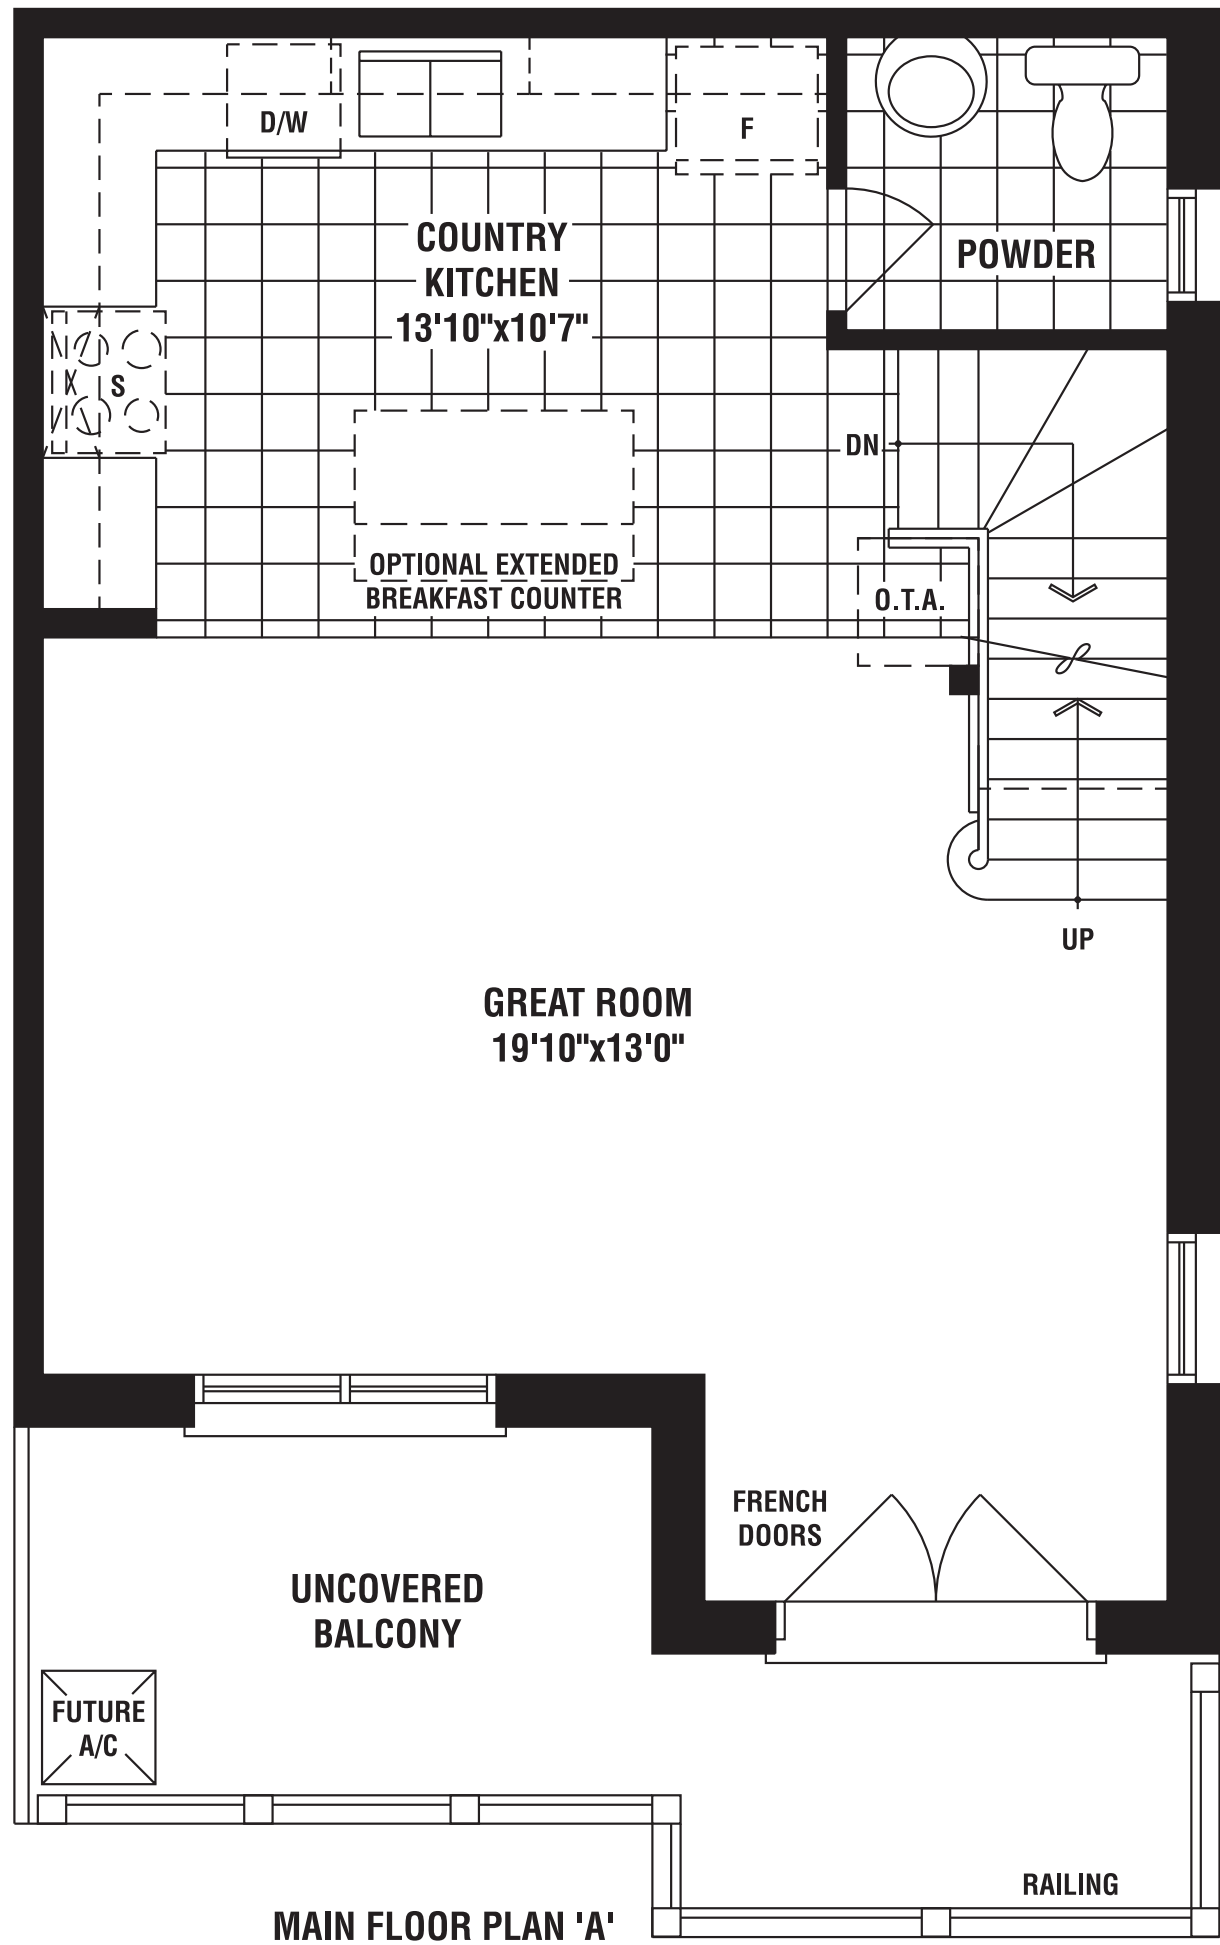 D/W
F
COUNTRY
KITCHEN
13'10"x10'7"
POWDER
S
DN
OPTIONAL EXTENDED
BREAKFAST COUNTER
O.T.A.
UP
GREAT ROOM
19'10"x13'0"
FRENCH
DOORS
UNCOVERED
BALCONY
FUTURE
A/C
RAILING
MAIN FLOOR PLAN 'A'